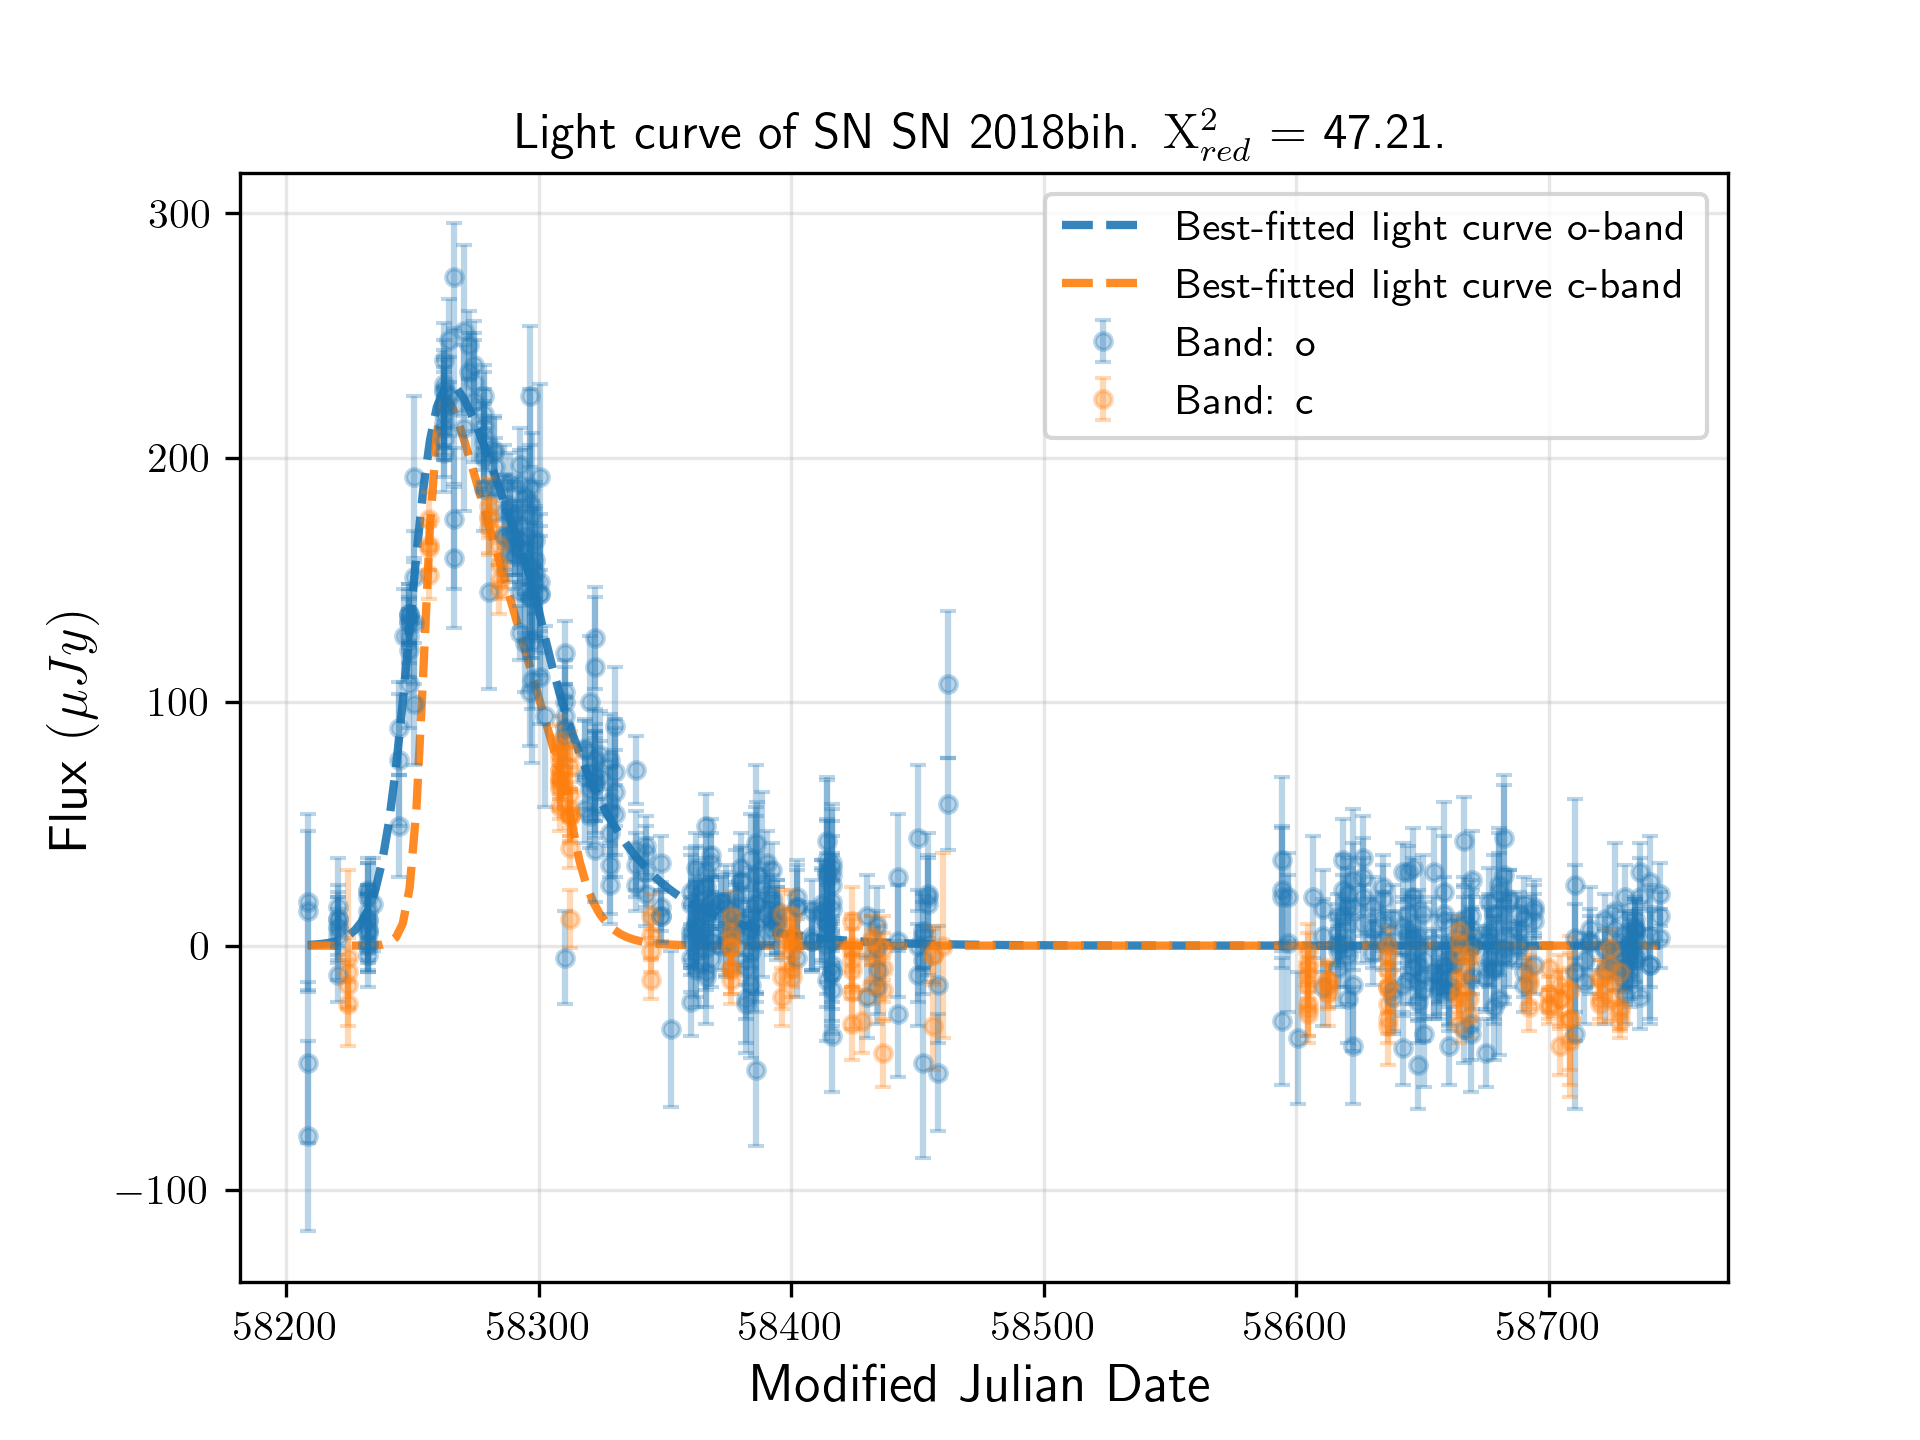 Light curve of SN SN 2018bih. X²_red = 47.21.
300
200
100
0
−100
Flux (μJy)
Best-fitted light curve o-band
Best-fitted light curve c-band
Band: o
Band: c
58200 58300 58400 58500 58600 58700
Modified Julian Date